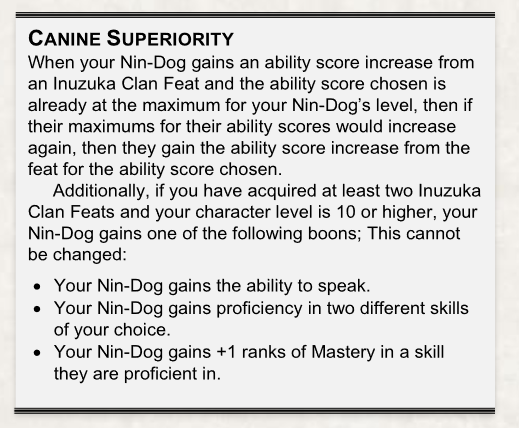 CANINE SUPERIORITY
When your Nin-Dog gains an ability score increase from
an Inuzuka Clan Feat and the ability score chosen is
already at the maximum for your Nin-Dog's level, then if
their maximums for their ability scores would increase
again, then they gain the ability score increase from the
feat for the ability score chosen.
Additionally, if you have acquired at least two Inuzuka
Clan Feats and your character level is 10 or higher, your
Nin-Dog gains one of the following boons; This cannot
be changed:
• Your Nin-Dog gains the ability to speak.
• Your Nin-Dog gains proficiency in two different skills
of your choice.
• Your Nin-Dog gains +1 ranks of Mastery in a skill
they are proficient in.